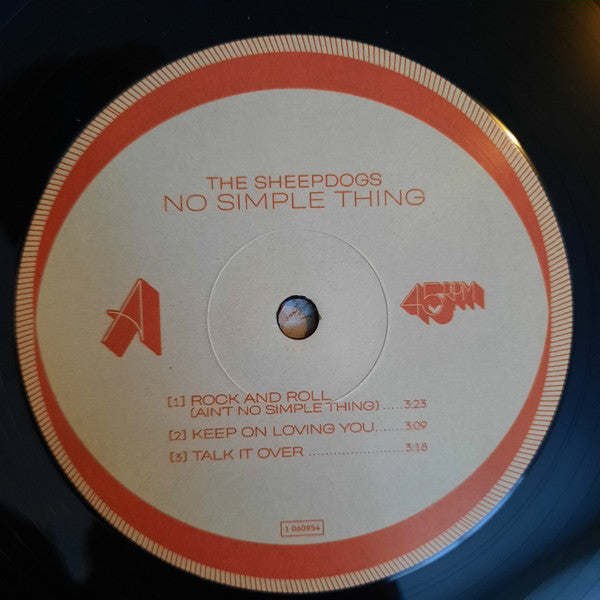 THE SHEEPDOGS
NO SIMPLE THING
A
45 RPM
[1] ROCK AND ROLL
(AIN'T NO SIMPLE THING) ..... 3:23
[2] KEEP ON LOVING YOU ...... 3:09
[3] TALK IT OVER .................... 3:18
1 060954